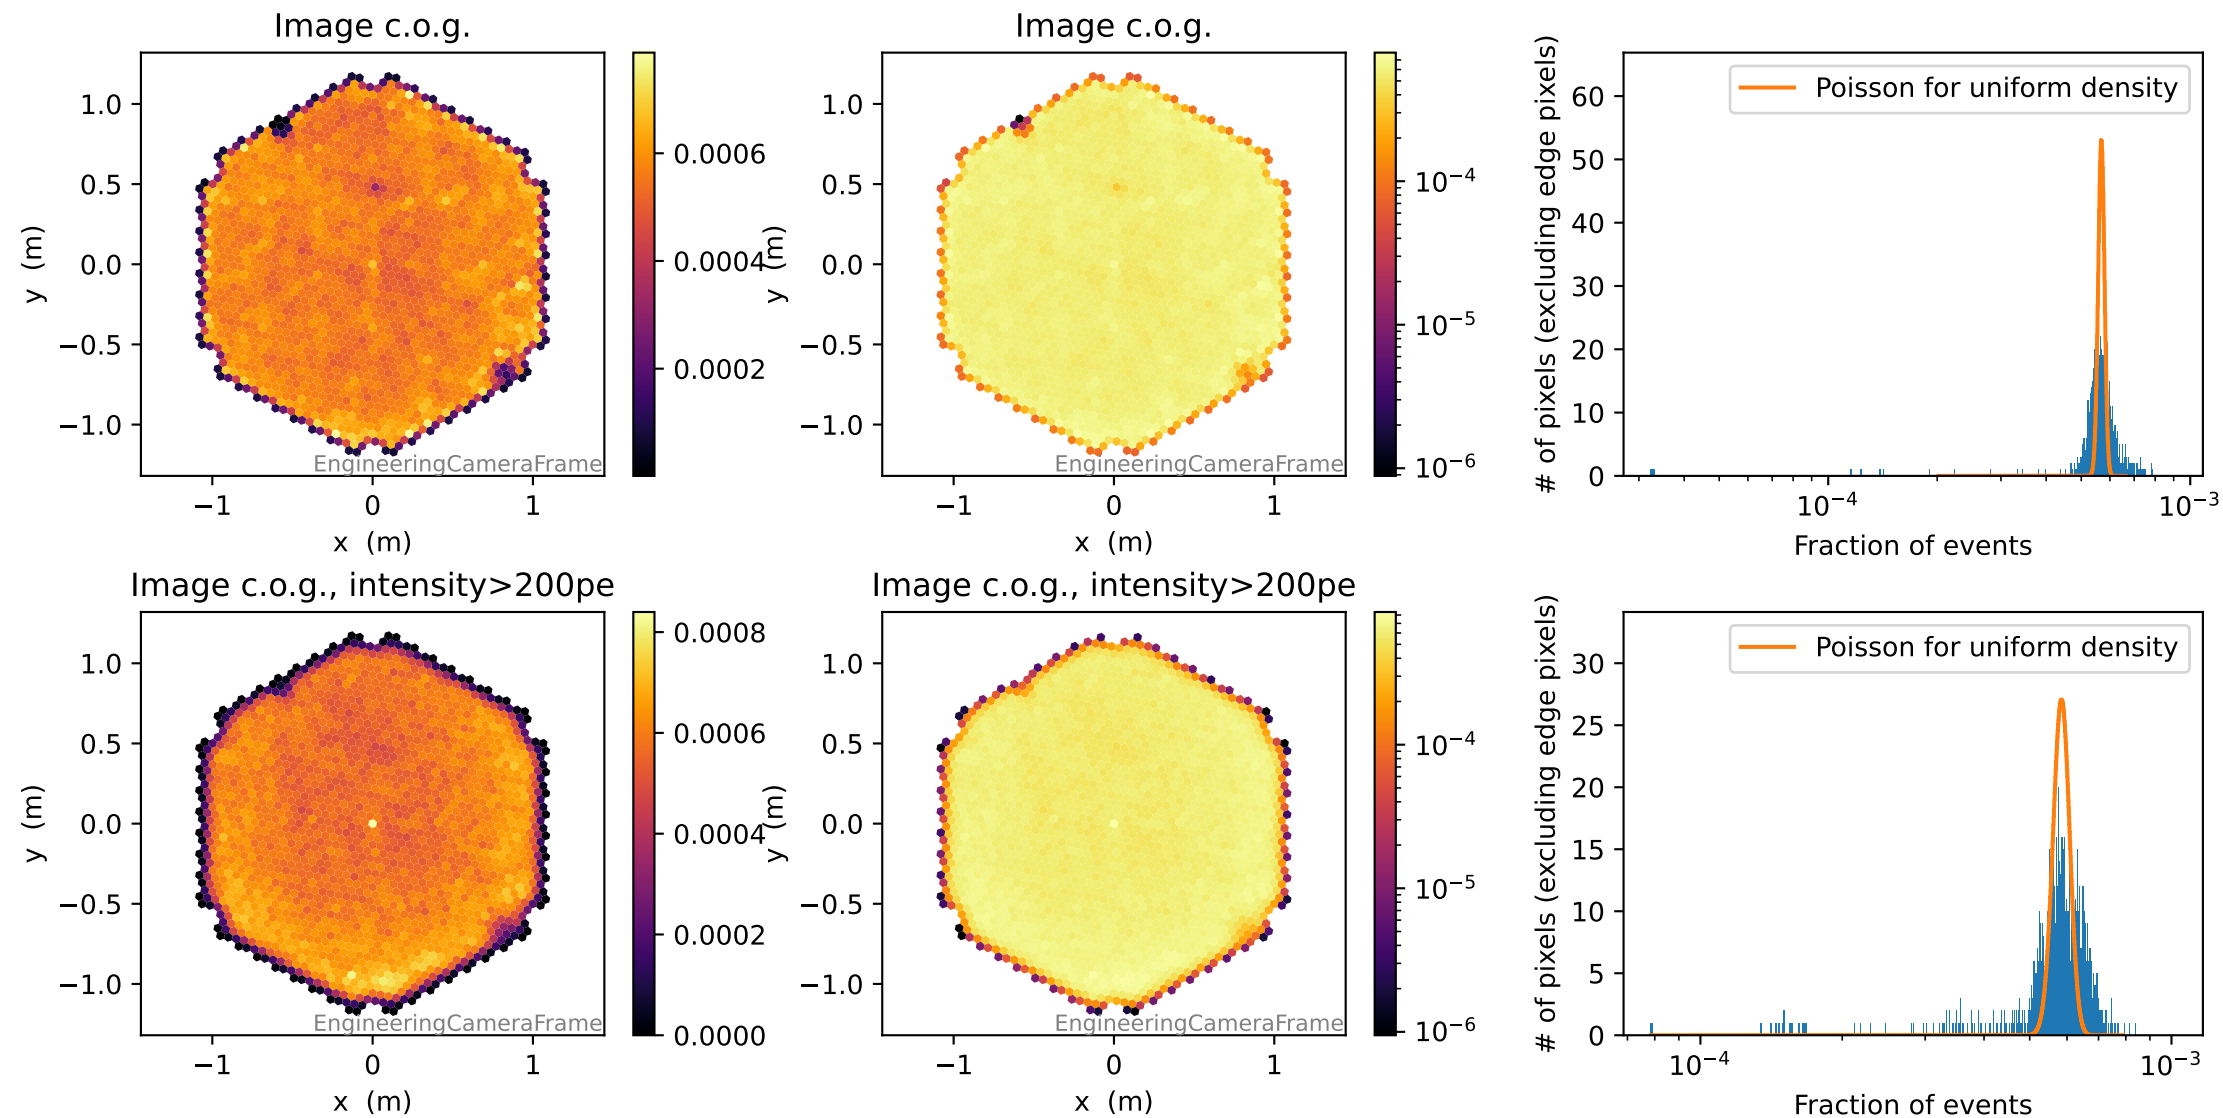 Image c.o.g.
1.0
0.5
0.0
−0.5
−1.0
y (m)
−1
0
1
x (m)
EngineeringCameraFrame
0.0006
0.0004
0.0002
Image c.o.g.
1.0
0.5
0.0
−0.5
−1.0
y (m)
−1
0
1
x (m)
EngineeringCameraFrame
10⁻⁴
10⁻⁵
10⁻⁶
Poisson for uniform density
# of pixels (excluding edge pixels)
60
50
40
30
20
10
0
10⁻⁴
10⁻³
Fraction of events
Image c.o.g., intensity>200pe
1.0
0.5
0.0
−0.5
−1.0
y (m)
−1
0
1
x (m)
EngineeringCameraFrame
0.0008
0.0006
0.0004
0.0002
0.0000
Image c.o.g., intensity>200pe
1.0
0.5
0.0
−0.5
−1.0
y (m)
−1
0
1
x (m)
EngineeringCameraFrame
10⁻⁴
10⁻⁵
10⁻⁶
Poisson for uniform density
# of pixels (excluding edge pixels)
30
25
20
15
10
5
0
10⁻⁴
10⁻³
Fraction of events